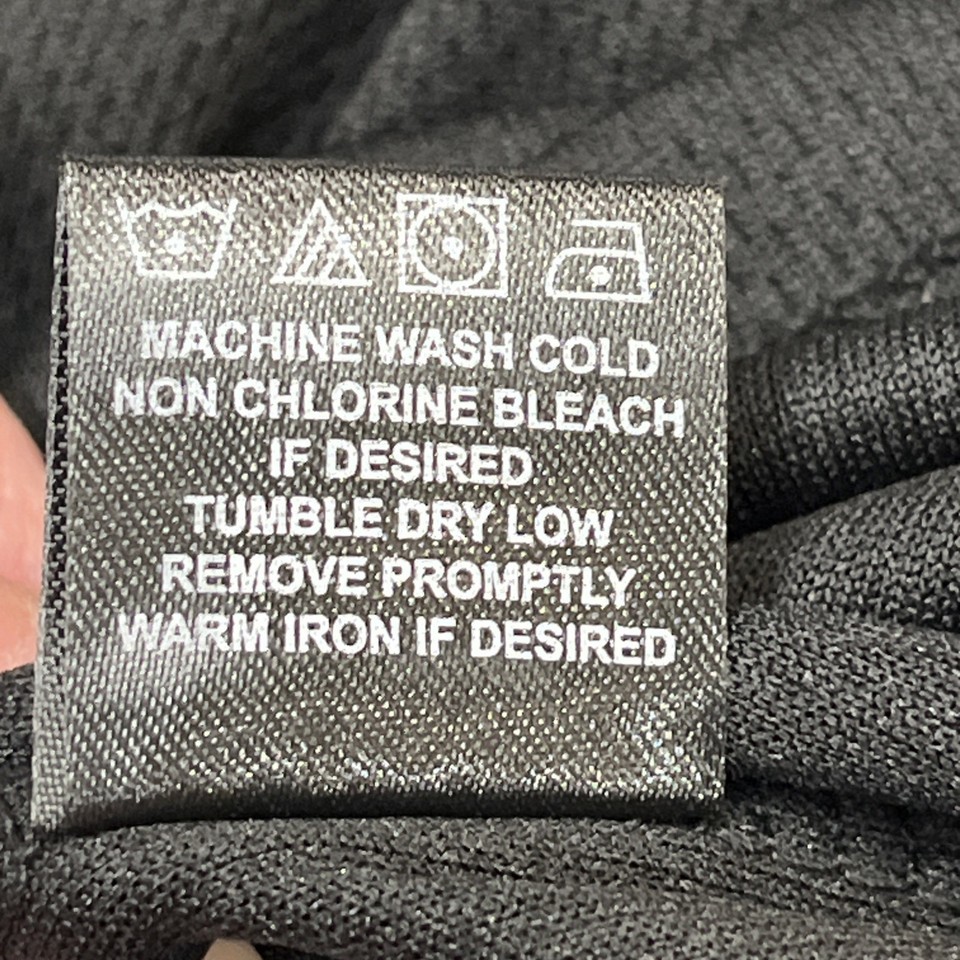 MACHINE WASH COLD
NON CHLORINE BLEACH
IF DESIRED
TUMBLE DRY LOW
REMOVE PROMPTLY
WARM IRON IF DESIRED